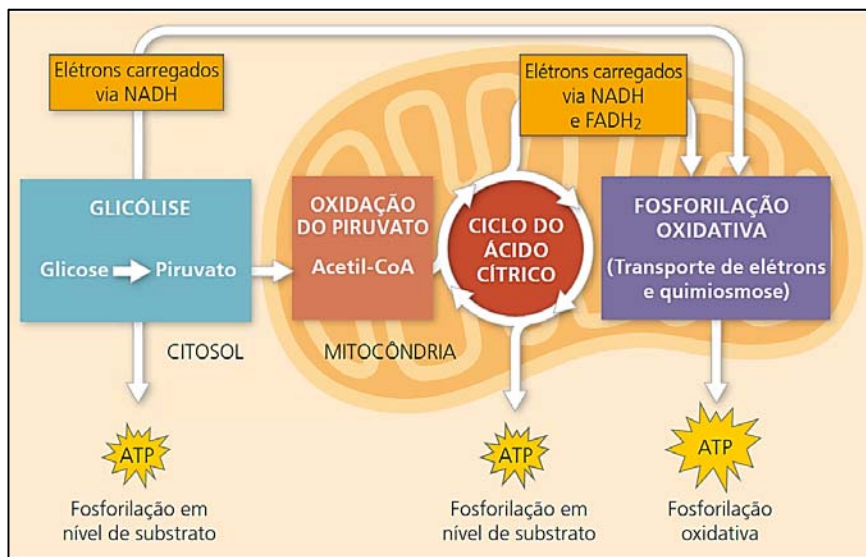 Elétrons carregados
via NADH
Elétrons carregados
via NADH
e FADH₂
GLICÓLISE
Glicose Piruvato
OXIDAÇÃO
DO PIRUVATO
Acetil-CoA
CICLO DO
ÁCIDO
CÍTRICO
FOSFORILAÇÃO
OXIDATIVA
(Transporte de elétrons
e quimiosmose)
CITOSOL
MITOCÔNDRIA
ATP
Fosforilação em
nível de substrato
ATP
Fosforilação em
nível de substrato
ATP
Fosforilação
oxidativa